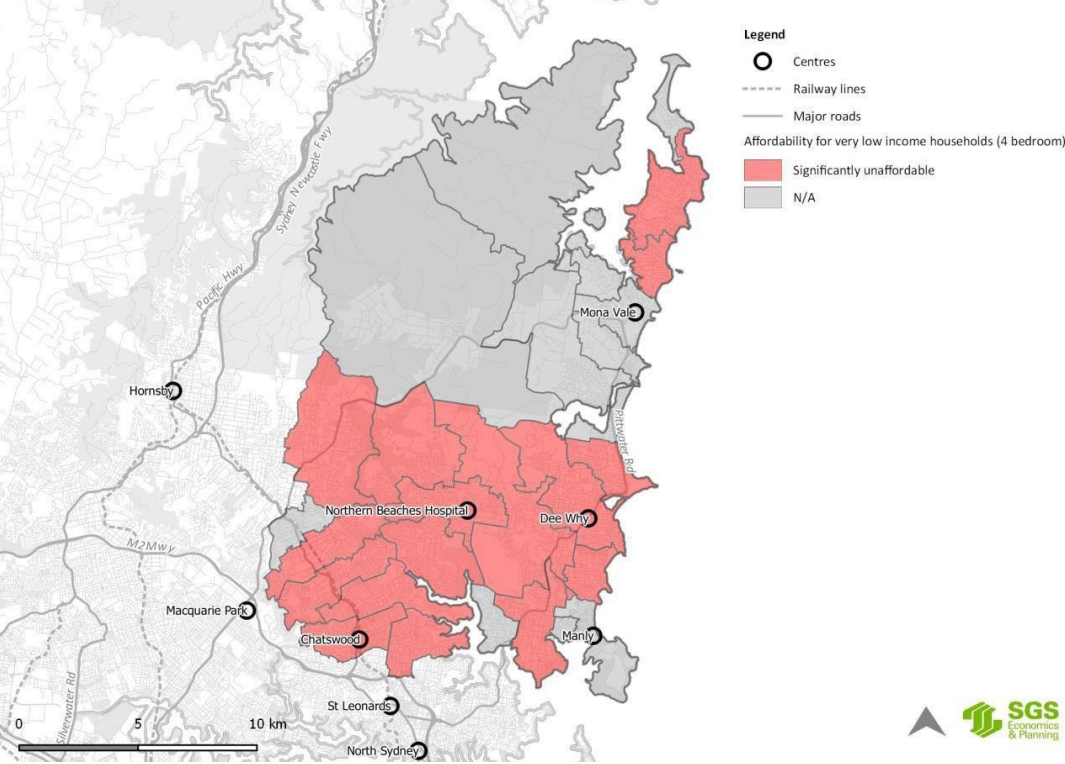 Legend
Centres
Railway lines
Major roads
Affordability for very low income households (4 bedroom)
Significantly unaffordable
N/A
Sydney Newcastle Fwy
Pacific Hwy
Mona Vale
Hornsby
Pittwater Rd
Northern Beaches Hospital
Dee Why
M2Mwy
Macquarie Park
Chatswood
Manly
St Leonards
Silverwater Rd
North Sydney
0 5 10 km
SGS
Economics
& Planning